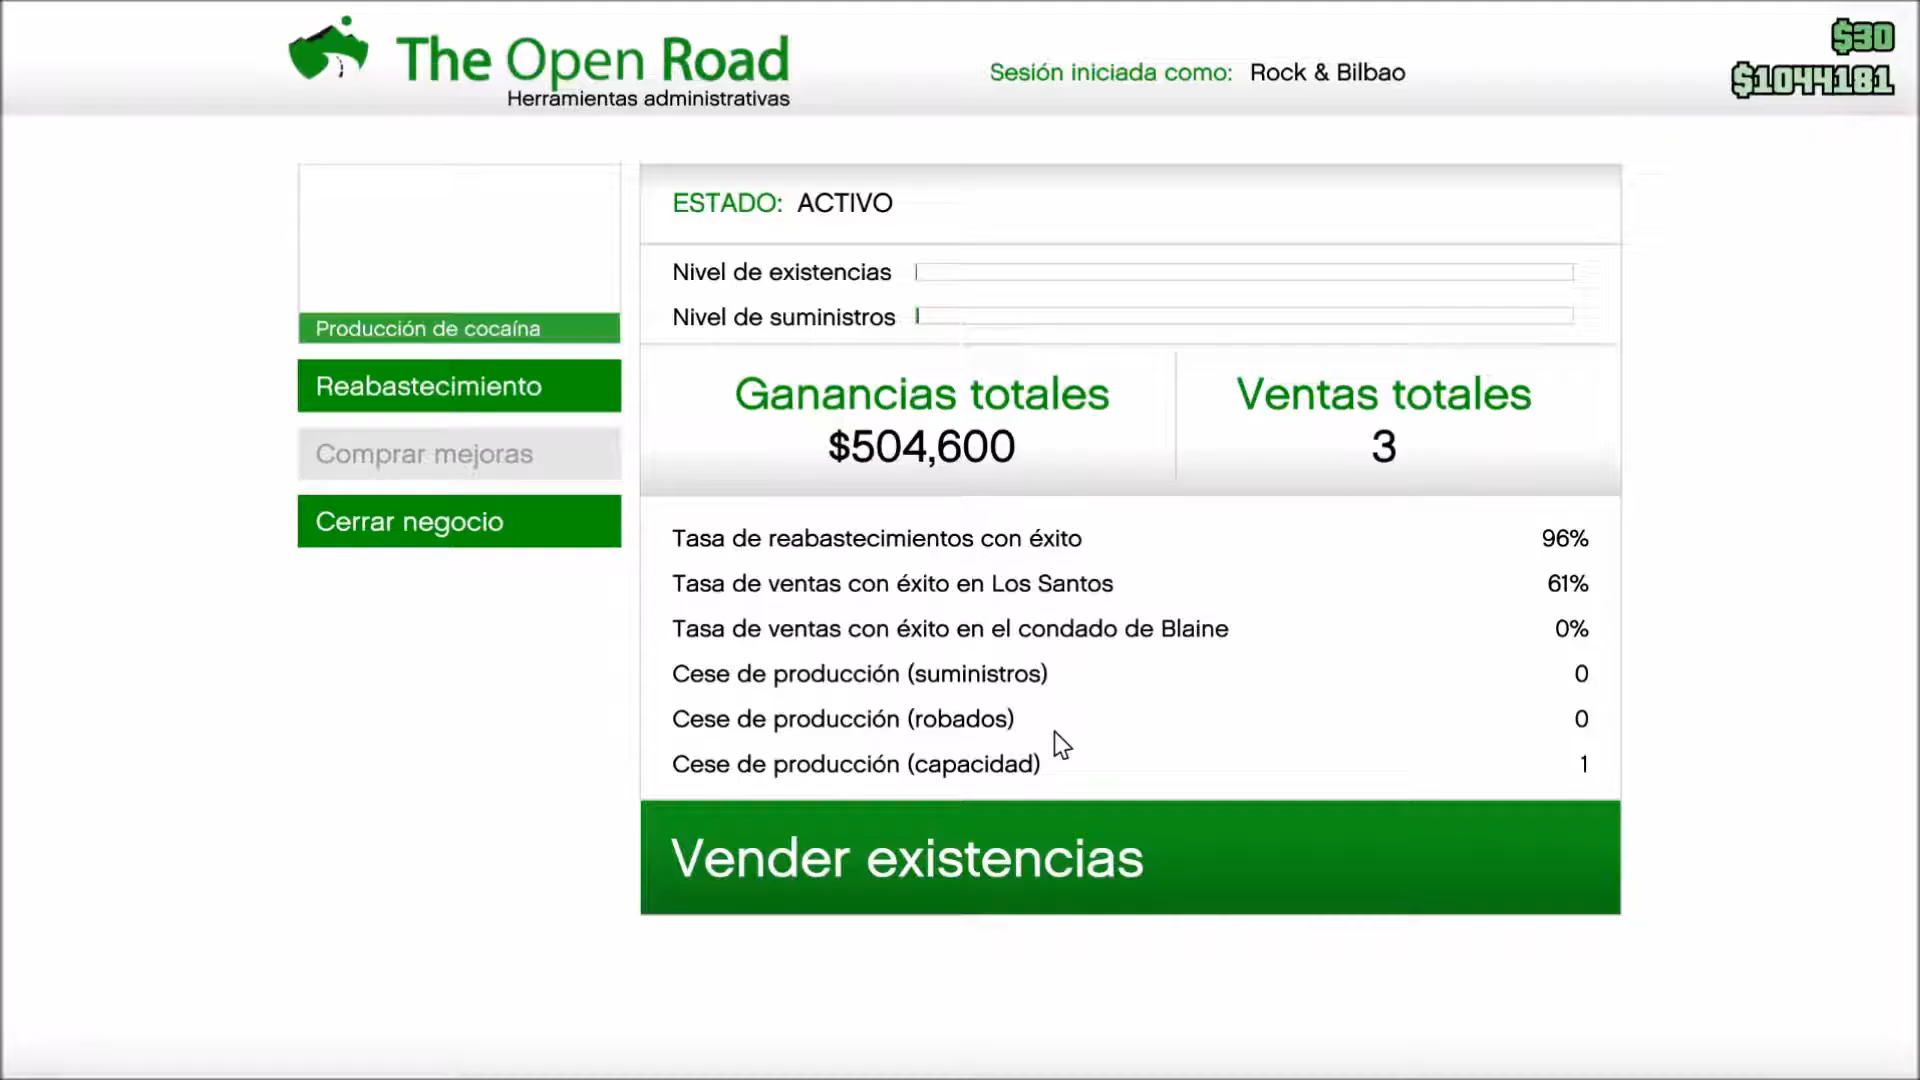 The Open Road
Herramientas administrativas
Sesión iniciada como: Rock & Bilbao
$30
$1044181
Producción de cocaína
Reabastecimiento
Comprar mejoras
Cerrar negocio
ESTADO: ACTIVO
Nivel de existencias
Nivel de suministros
Ganancias totales
$504,600
Ventas totales
3
Tasa de reabastecimientos con éxito 96%
Tasa de ventas con éxito en Los Santos 61%
Tasa de ventas con éxito en el condado de Blaine 0%
Cese de producción (suministros) 0
Cese de producción (robados) 0
Cese de producción (capacidad) 1
Vender existencias